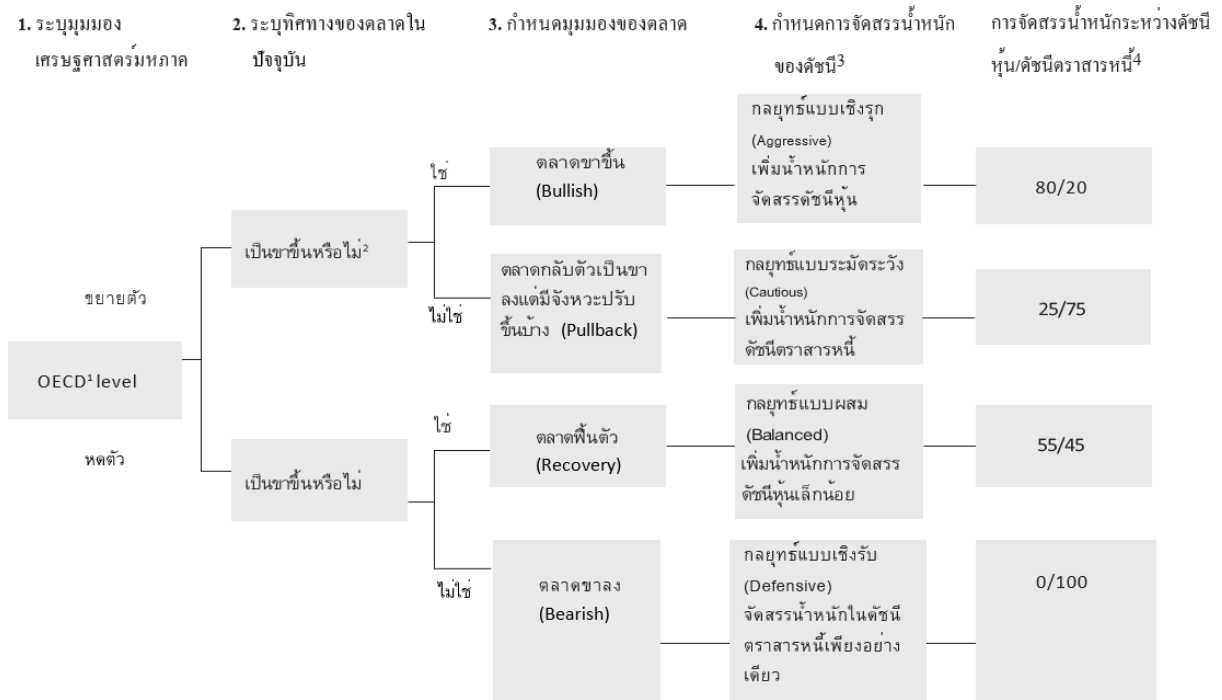 1. ระบุมุมมอง
เศรษฐศาสตร์มหภาค
2. ระบุทิศทางของตลาดใน
ปัจจุบัน
3. กำหนดมุมมองของตลาด
4. กำหนดการจัดสรรน้ำหนัก
ของดัชนี3
การจัดสรรน้ำหนักระหว่างดัชนี
หุ้น/ดัชนีตราสารหนี้4
ขยายตัว
OECD¹ level
หดตัว
เป็นขาขึ้นหรือไม่²
ใช่
ไม่ใช่
ตลาดขาขึ้น
(Bullish)
กลยุทธ์แบบเชิงรุก
(Aggressive)
เพิ่มน้ำหนักการ
จัดสรรดัชนีหุ้น
80/20
ตลาดกลับตัวเป็นขา
ลงแต่มีจังหวะปรับ
ขึ้นบ้าง (Pullback)
กลยุทธ์แบบระมัดระวัง
(Cautious)
เพิ่มน้ำหนักการจัดสรร
ดัชนีตราสารหนี้
25/75
เป็นขาขึ้นหรือไม่
ใช่
ไม่ใช่
ตลาดฟื้นตัว
(Recovery)
กลยุทธ์แบบผสม
(Balanced)
เพิ่มน้ำหนักการจัดสรร
ดัชนีหุ้นเล็กน้อย
55/45
ตลาดขาลง
(Bearish)
กลยุทธ์แบบเชิงรับ
(Defensive)
จัดสรรน้ำหนักในดัชนี
ตราสารหนี้เพียงอย่าง
เดียว
0/100